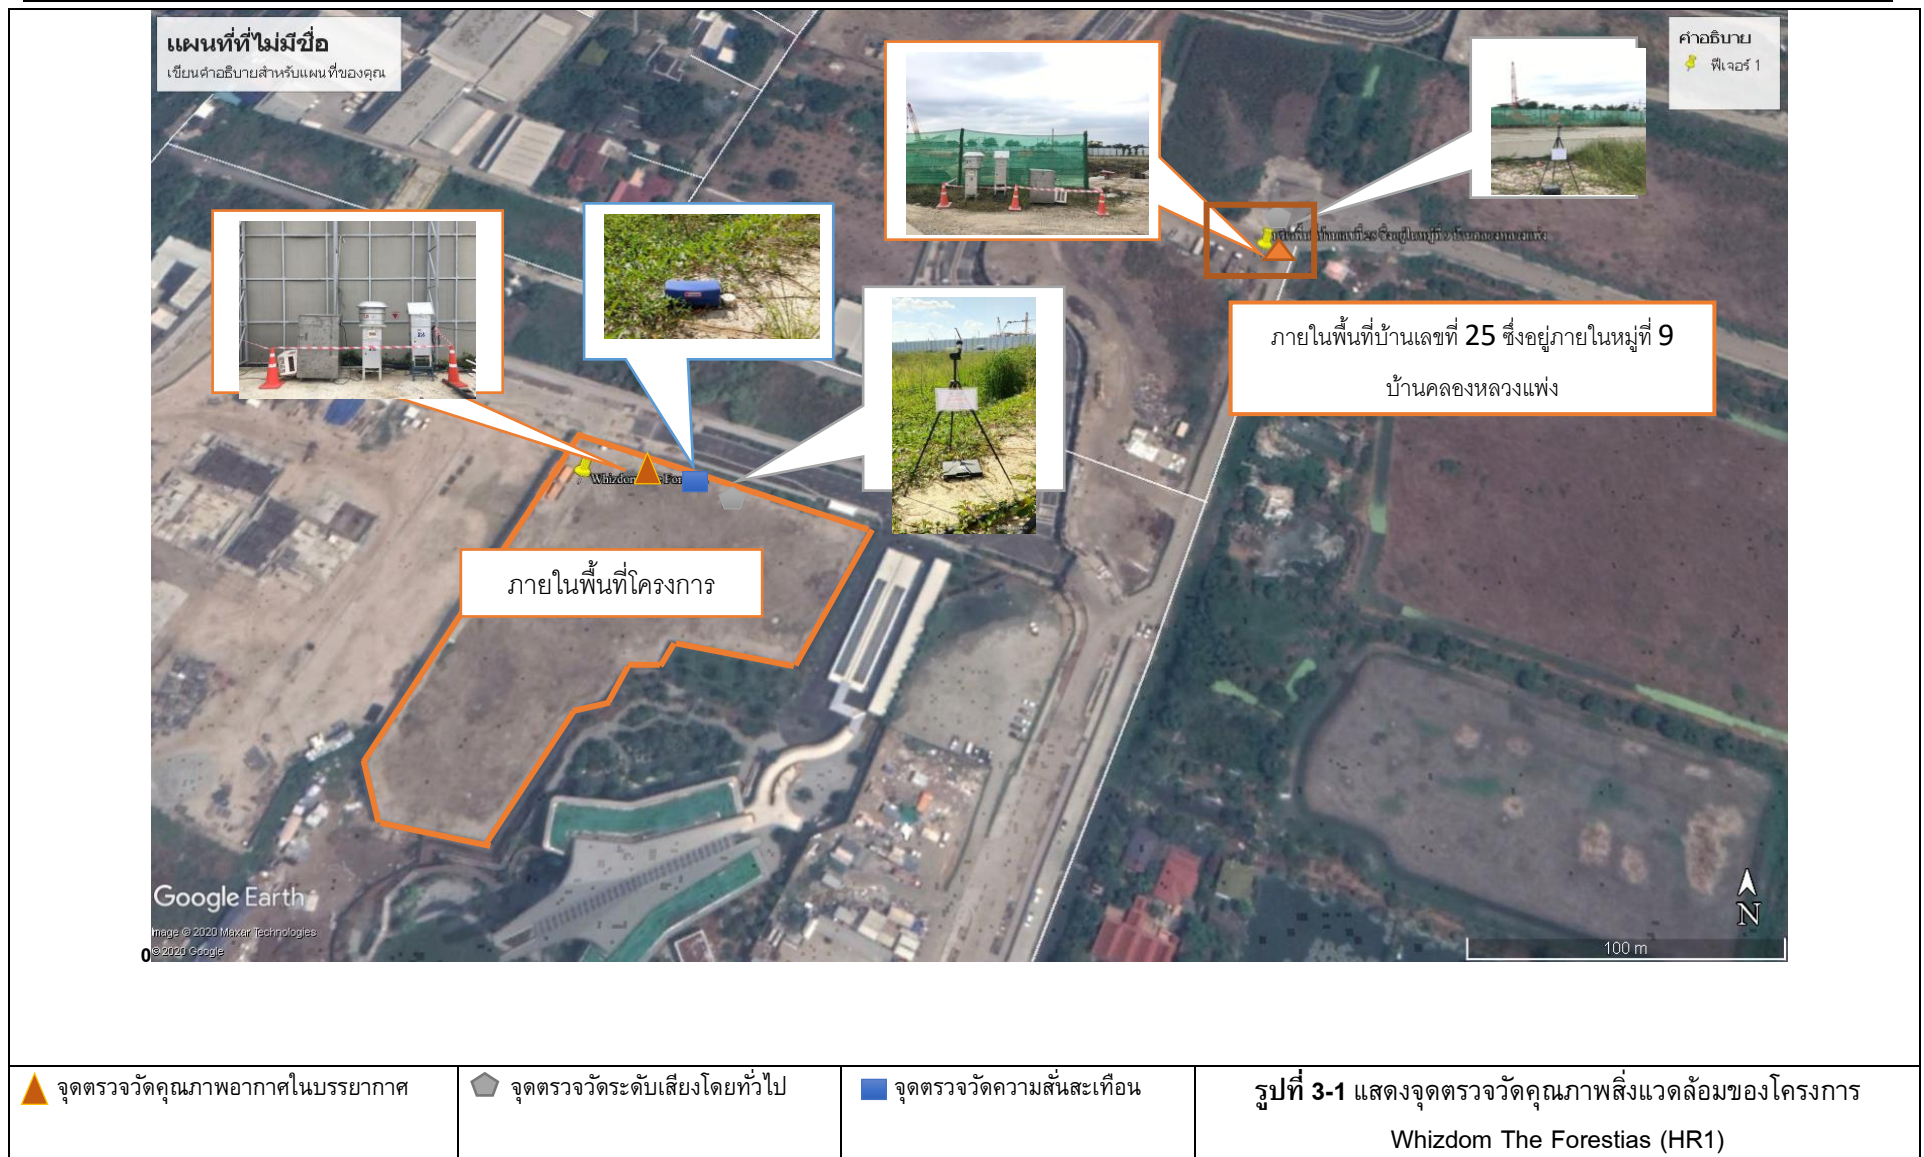 แผนที่ที่ไม่มีชื่อ
เขียนคำอธิบายสำหรับแผนที่ของคุณ
คำอธิบาย
ฟีเจอร์ 1
ภายในพื้นที่บ้านเลขที่ 25 ซึ่งอยู่ภายในหมู่ที่ 9
บ้านคลองหลวงแพ่ง
Whizdom
For
ภายในพื้นที่โครงการ
Google Earth
Image © 2020 Maxar Technologies
© 2020 Google
0
N
100 m
จุดตรวจวัดคุณภาพอากาศในบรรยากาศ
จุดตรวจวัดระดับเสียงโดยทั่วไป
จุดตรวจวัดความสั่นสะเทือน
รูปที่ 3-1 แสดงจุดตรวจวัดคุณภาพสิ่งแวดล้อมของโครงการ
Whizdom The Forestias (HR1)